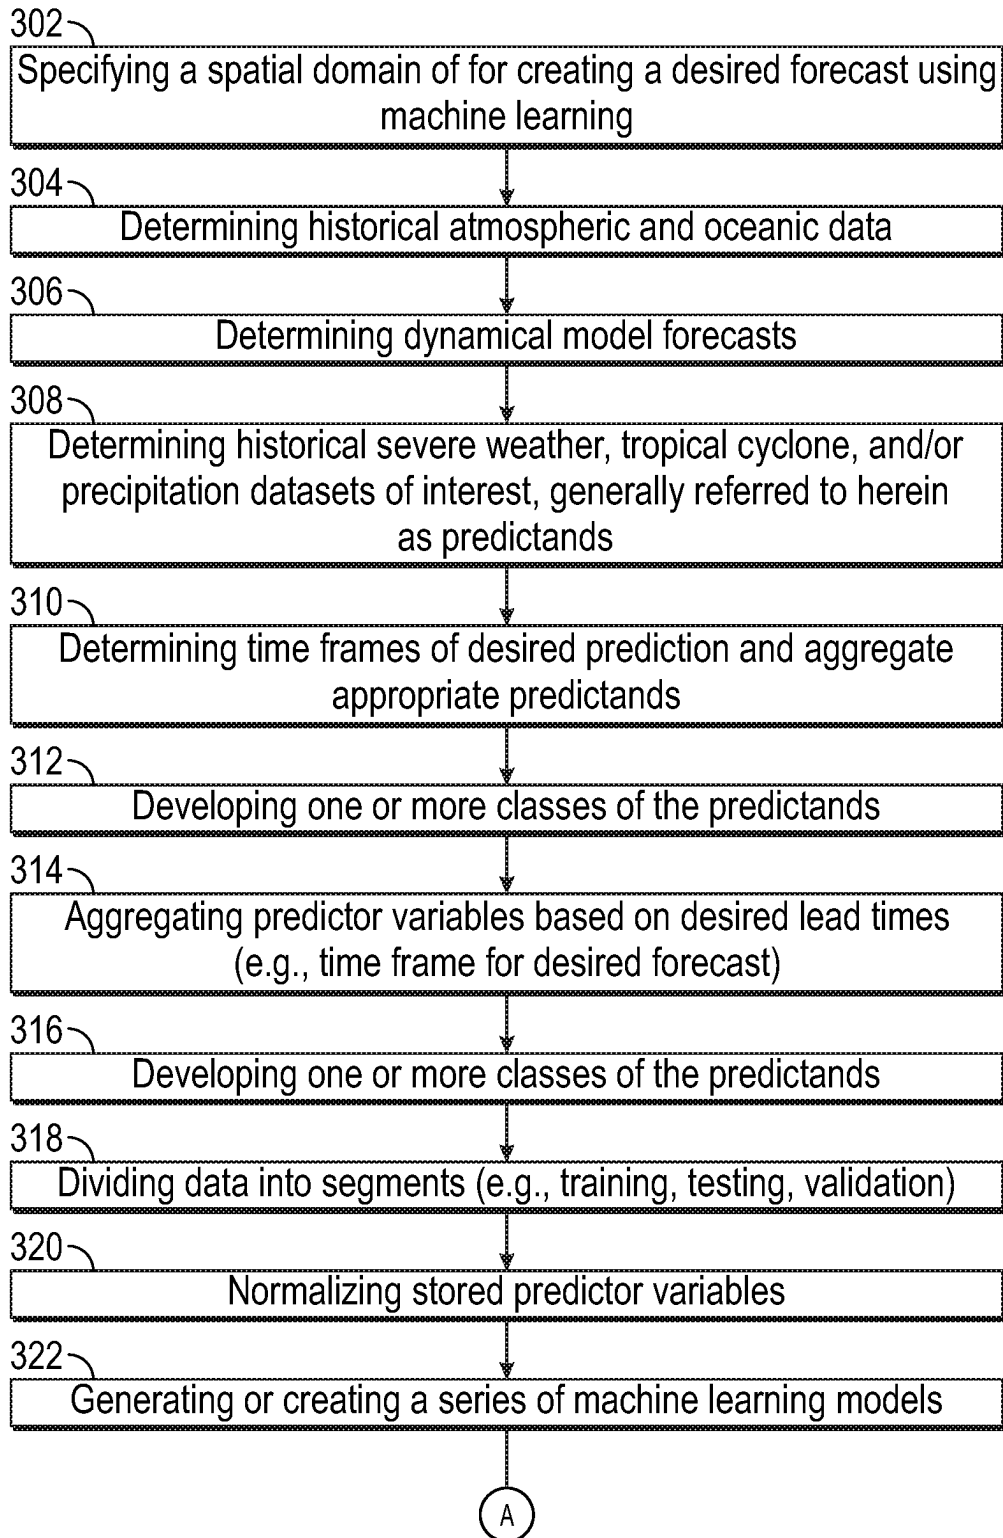 302
Specifying a spatial domain of for creating a desired forecast using
machine learning
304
Determining historical atmospheric and oceanic data
306
Determining dynamical model forecasts
308
Determining historical severe weather, tropical cyclone, and/or
precipitation datasets of interest, generally referred to herein
as predictands
310
Determining time frames of desired prediction and aggregate
appropriate predictands
312
Developing one or more classes of the predictands
314
Aggregating predictor variables based on desired lead times
(e.g., time frame for desired forecast)
316
Developing one or more classes of the predictands
318
Dividing data into segments (e.g., training, testing, validation)
320
Normalizing stored predictor variables
322
Generating or creating a series of machine learning models
A